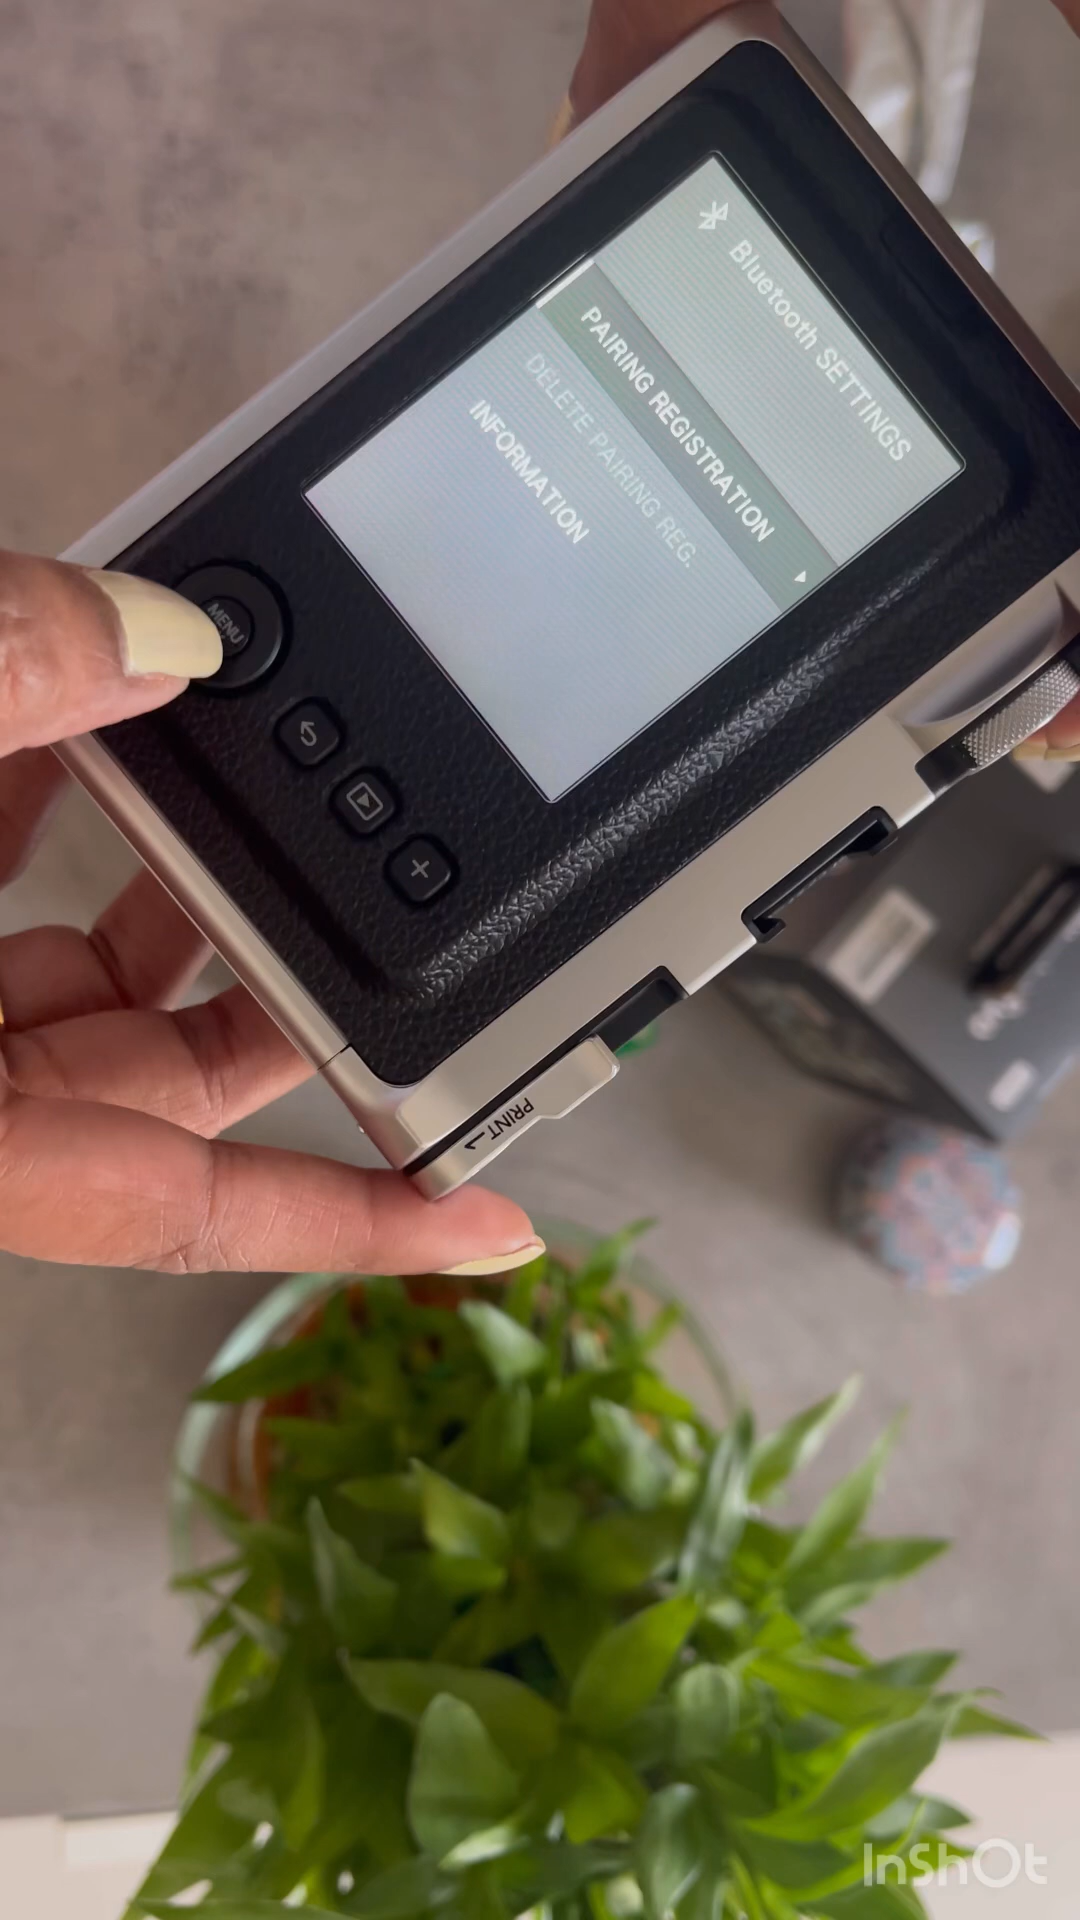 Bluetooth SETTINGS
PAIRING REGISTRATION
DELETE PAIRING REG.
INFORMATION
MENU
PRINT
InShOt